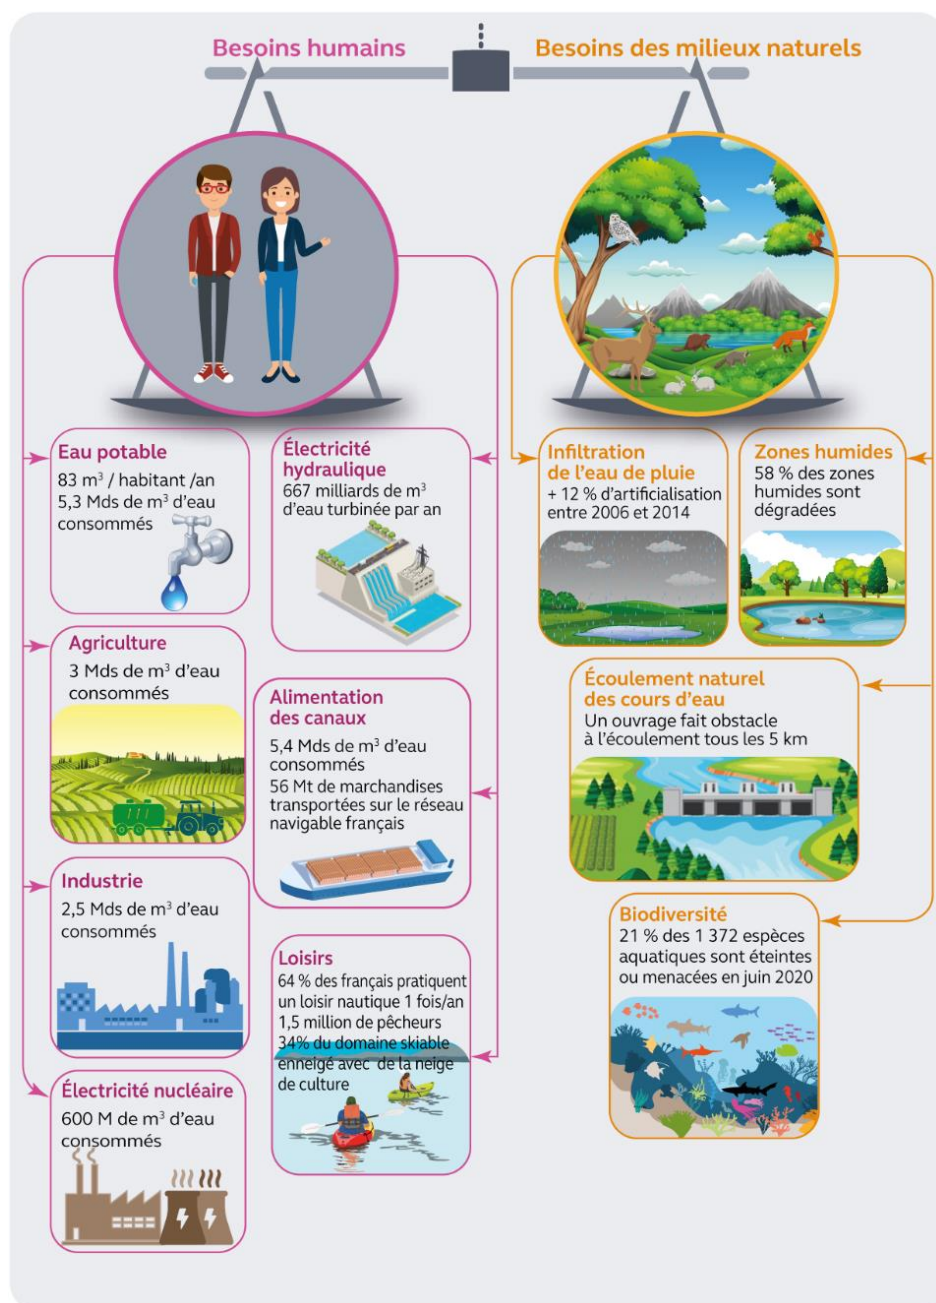 Besoins humains
Besoins des milieux naturels
Eau potable
83 m³ / habitant /an
5,3 Mds de m³ d'eau
consommés
Agriculture
3 Mds de m³ d'eau
consommés
Industrie
2,5 Mds de m³ d'eau
consommés
Électricité nucléaire
600 M de m³ d'eau
consommés
Électricité
hydraulique
667 milliards de m³
d'eau turbinée par an
Alimentation
des canaux
5,4 Mds de m³ d'eau
consommés
56 Mt de marchandises
transportées sur le réseau
navigable français
Loisirs
64 % des français pratiquent
un loisir nautique 1 fois/an
1,5 million de pêcheurs
34% du domaine skiable
enneigé avec de la neige
de culture
Infiltration
de l'eau de pluie
+ 12 % d'artificialisation
entre 2006 et 2014
Zones humides
58 % des zones
humides sont
dégradées
Écoulement naturel
des cours d'eau
Un ouvrage fait obstacle
à l'écoulement tous les 5 km
Biodiversité
21 % des 1 372 espèces
aquatiques sont éteintes
ou menacées en juin 2020